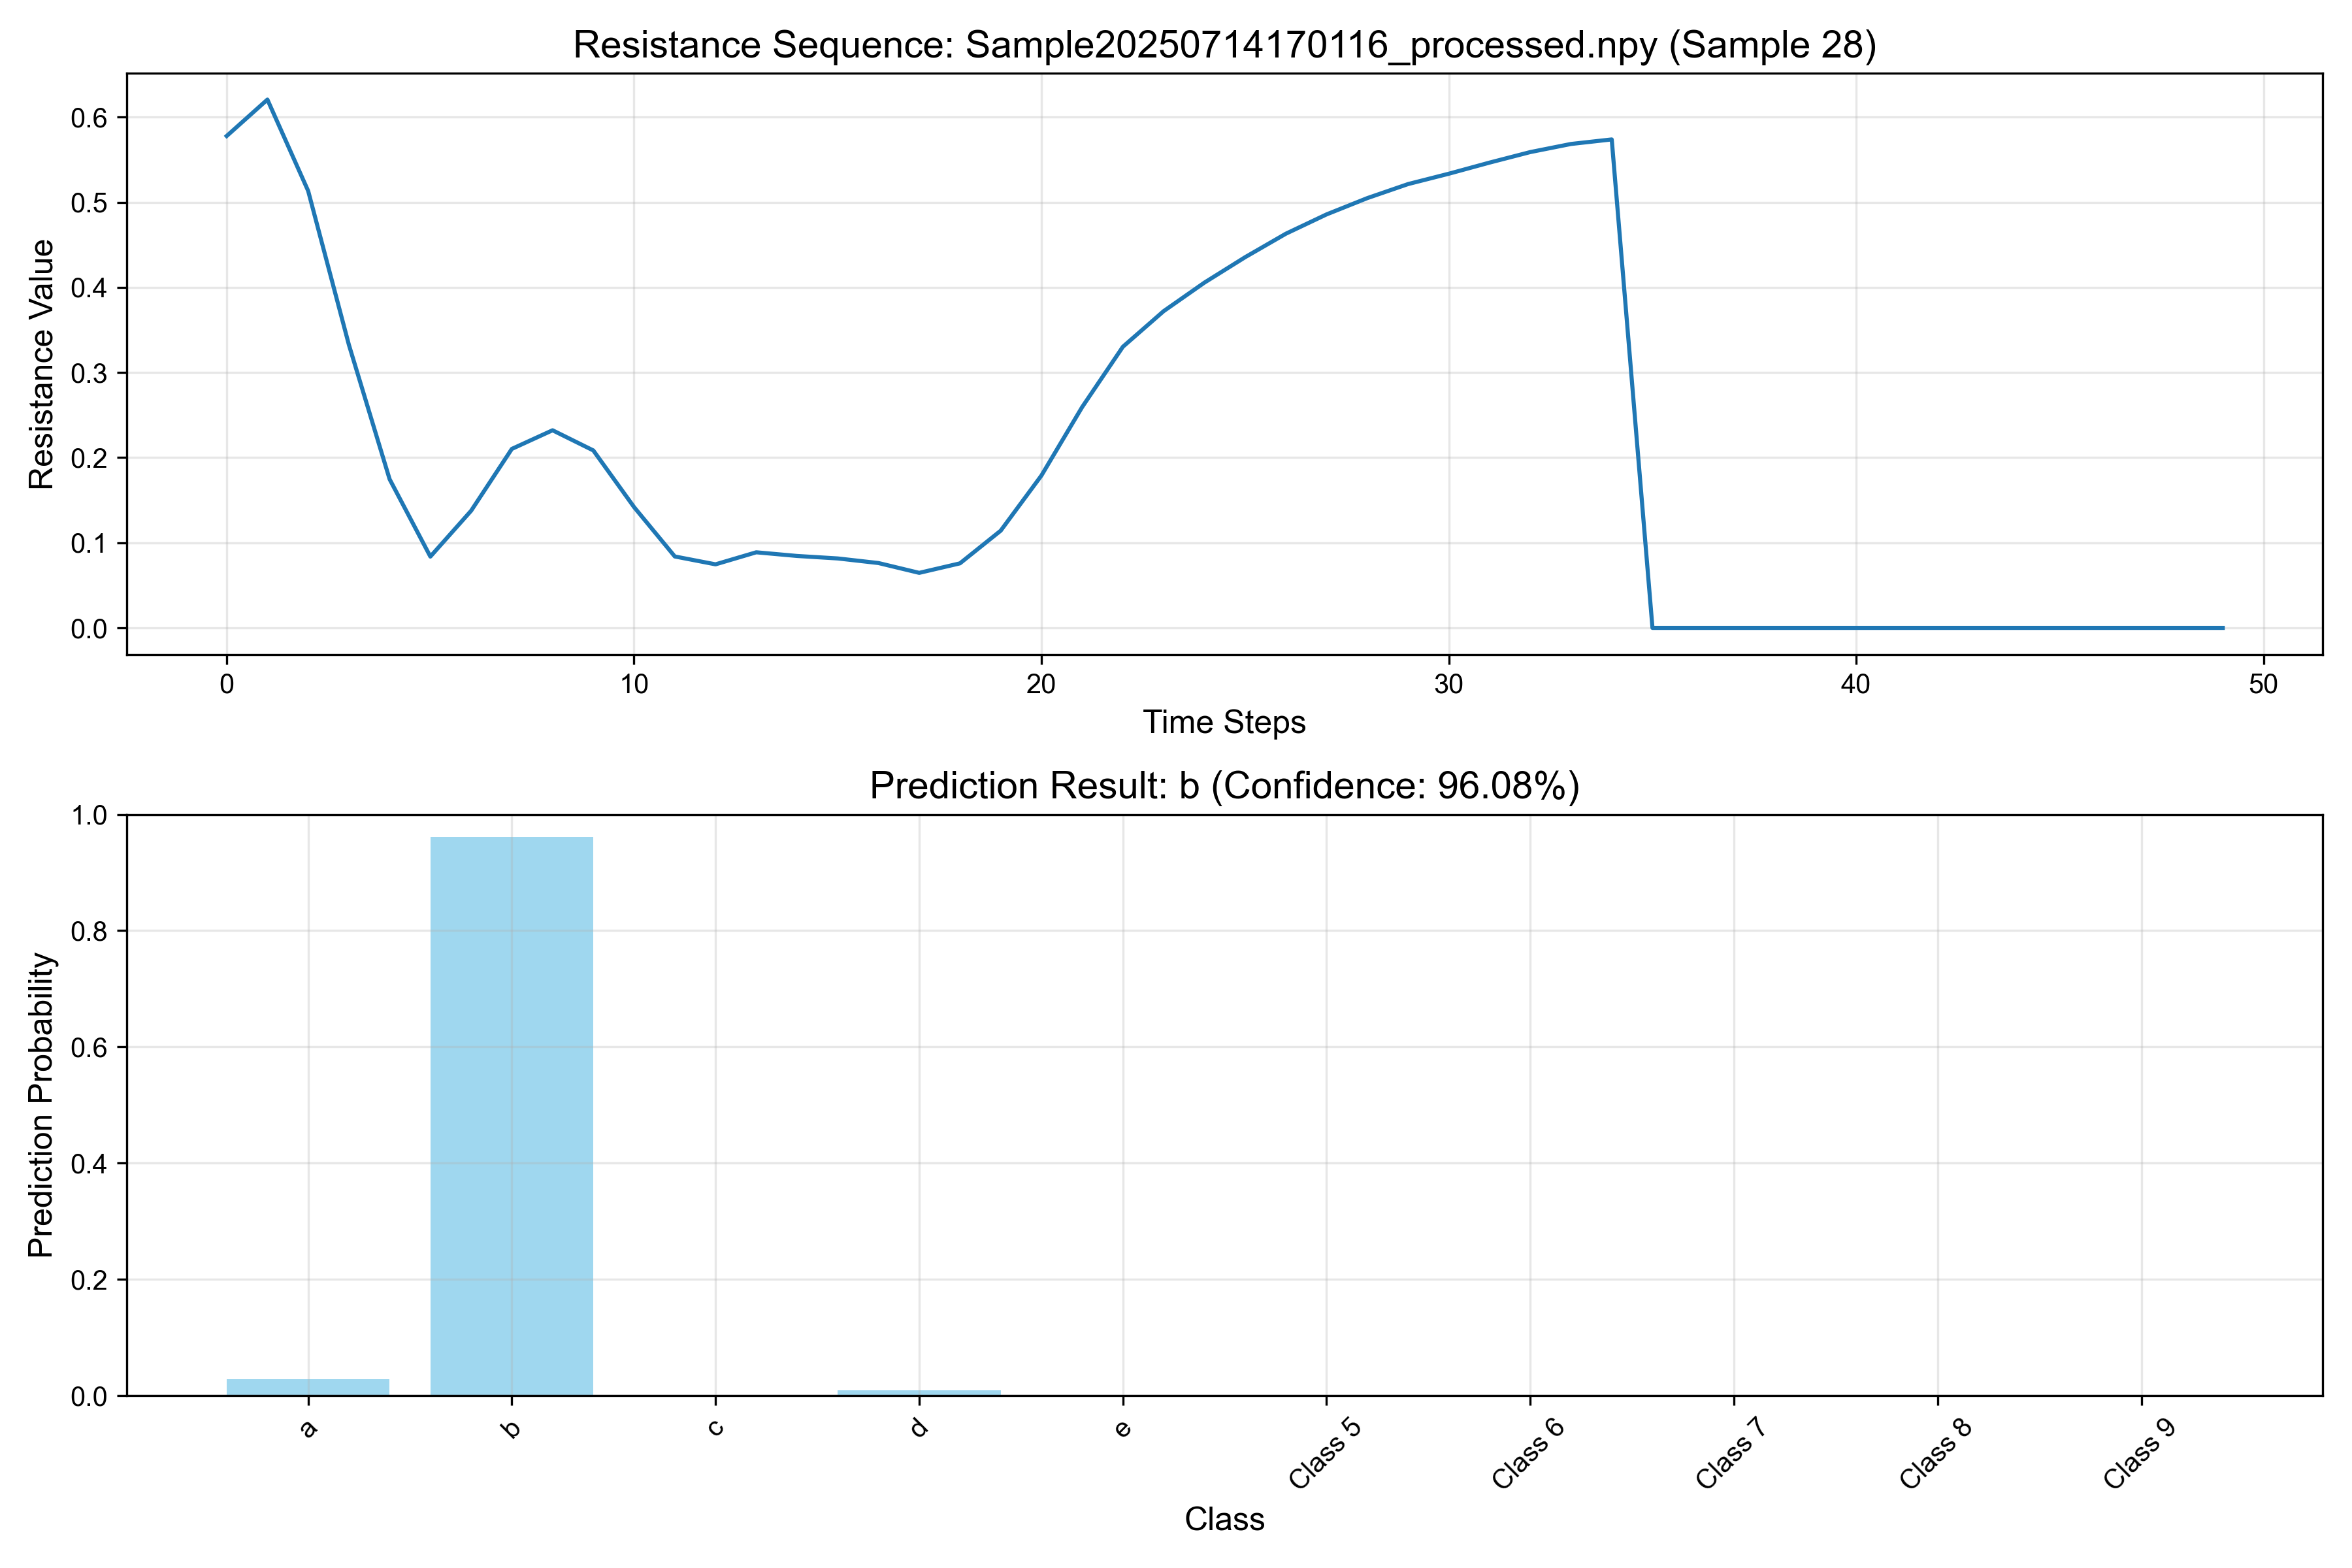 Resistance Sequence: Sample20250714170116_processed.npy (Sample 28)
Resistance Value
0.6
0.5
0.4
0.3
0.2
0.1
0.0
0
10
20
30
40
50
Time Steps
Prediction Result: b (Confidence: 96.08%)
Prediction Probability
1.0
0.8
0.6
0.4
0.2
0.0
a
b
c
d
e
Class 5
Class 6
Class 7
Class 8
Class 9
Class